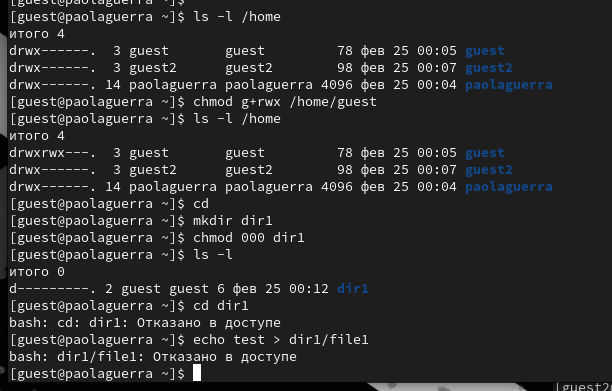 [guest@paolaguerra ~]$
[guest@paolaguerra ~]$ ls -l /home
итого 4
drwx------.  3 guest       guest         78 фев 25 00:05 guest
drwx------.  3 guest2      guest2        98 фев 25 00:07 guest2
drwx------. 14 paolaguerra paolaguerra 4096 фев 25 00:04 paolaguerra
[guest@paolaguerra ~]$ chmod g+rwx /home/guest
[guest@paolaguerra ~]$ ls -l /home
итого 4
drwxrwx---.  3 guest       guest         78 фев 25 00:05 guest
drwx------.  3 guest2      guest2        98 фев 25 00:07 guest2
drwx------. 14 paolaguerra paolaguerra 4096 фев 25 00:04 paolaguerra
[guest@paolaguerra ~]$ cd
[guest@paolaguerra ~]$ mkdir dir1
[guest@paolaguerra ~]$ chmod 000 dir1
[guest@paolaguerra ~]$ ls -l
итого 0
d---------. 2 guest guest 6 фев 25 00:12 dir1
[guest@paolaguerra ~]$ cd dir1
bash: cd: dir1: Отказано в доступе
[guest@paolaguerra ~]$ echo test > dir1/file1
bash: dir1/file1: Отказано в доступе
[guest@paolaguerra ~]$
[guest2